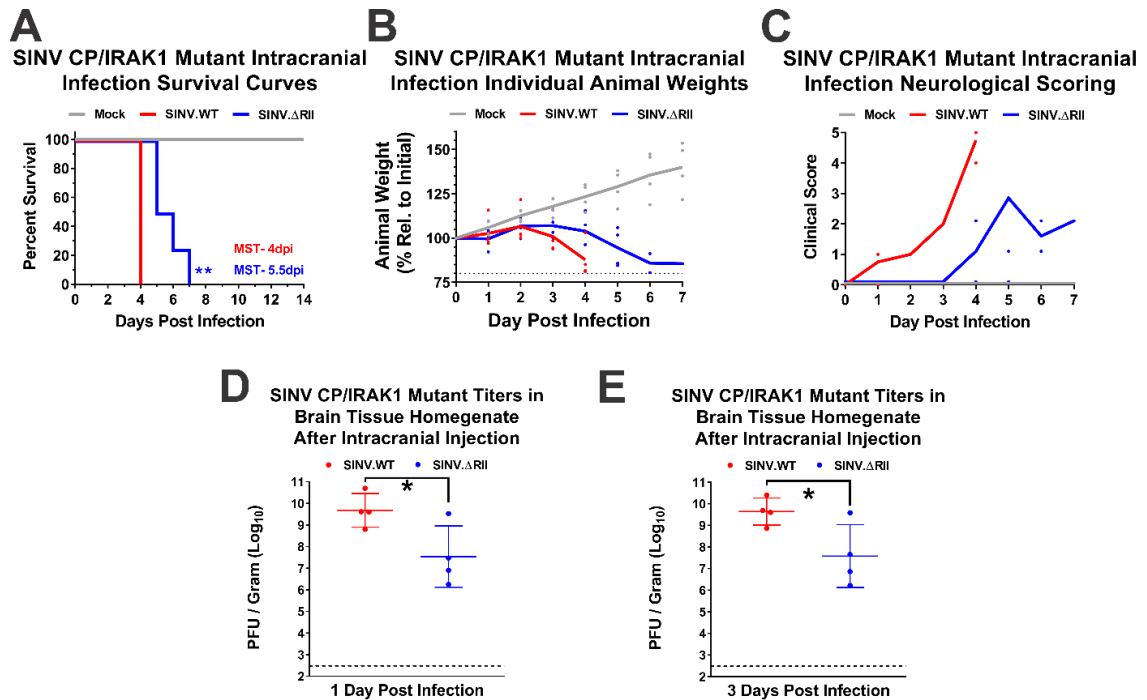 A
SINV CP/IRAK1 Mutant Intracranial
Infection Survival Curves
Mock SINV.WT SINV.ΔRII
Percent Survival
100
80
60
40
20
0
MST- 4dpi
MST- 5.5dpi
**
0 2 4 6 8 10 12 14
Days Post Infection
B
SINV CP/IRAK1 Mutant Intracranial
Infection Individual Animal Weights
Mock SINV.WT SINV.ΔRII
Animal Weight
(% Rel. to Initial)
150
125
100
75
0 1 2 3 4 5 6 7
Day Post Infection
C
SINV CP/IRAK1 Mutant Intracranial
Infection Neurological Scoring
Mock SINV.WT SINV.ΔRII
Clinical Score
5
4
3
2
1
0
0 1 2 3 4 5 6 7
Day Post Infection
D
SINV CP/IRAK1 Mutant Titers in
Brain Tissue Homegenate
After Intracranial Injection
SINV.WT SINV.ΔRII
*
PFU / Gram (Log10)
11
10
9
8
7
6
5
4
3
2
1 Day Post Infection
E
SINV CP/IRAK1 Mutant Titers in
Brain Tissue Homegenate
After Intracranial Injection
SINV.WT SINV.ΔRII
*
PFU / Gram (Log10)
11
10
9
8
7
6
5
4
3
2
3 Days Post Infection